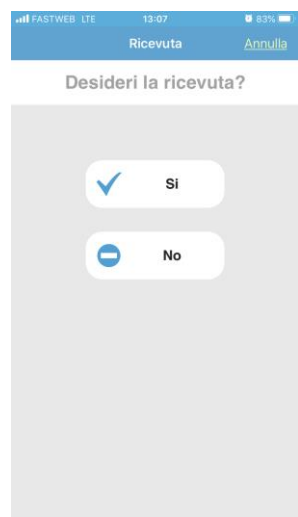 FASTWEB LTE 13:07 83%
Ricevuta Annulla
Desideri la ricevuta?
Si
No